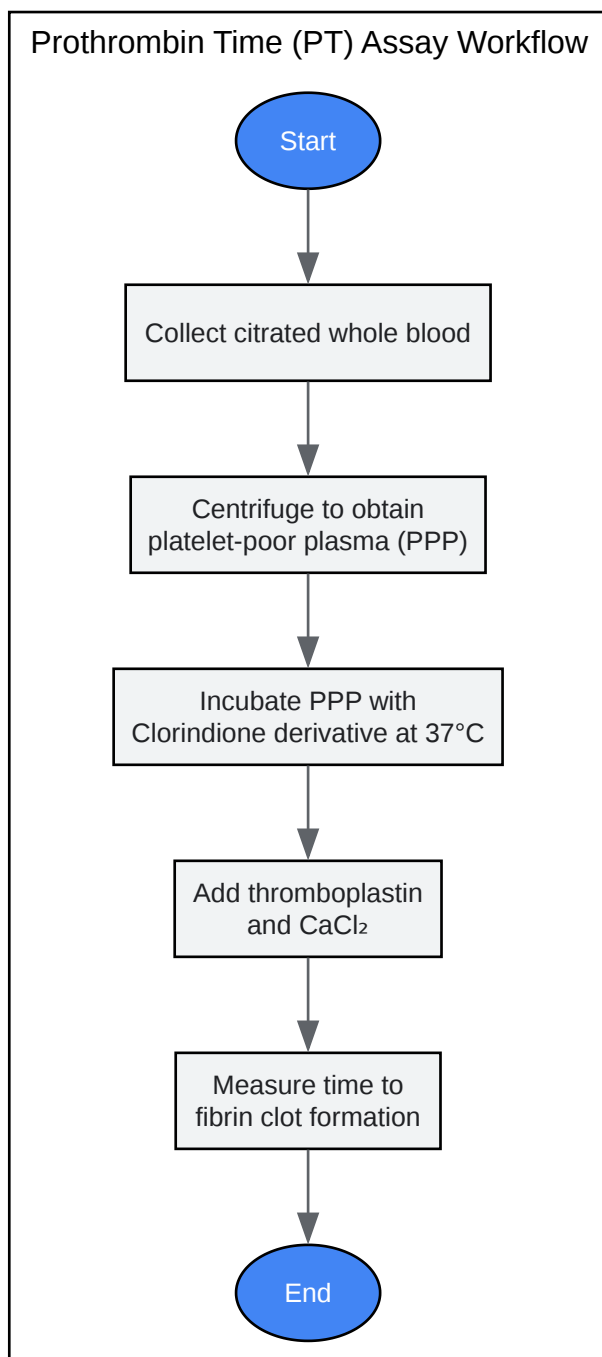 Prothrombin Time (PT) Assay Workflow
Start
Collect citrated whole blood
Centrifuge to obtain
platelet-poor plasma (PPP)
Incubate PPP with
Clorindione derivative at 37°C
Add thromboplastin
and CaCl₂
Measure time to
fibrin clot formation
End